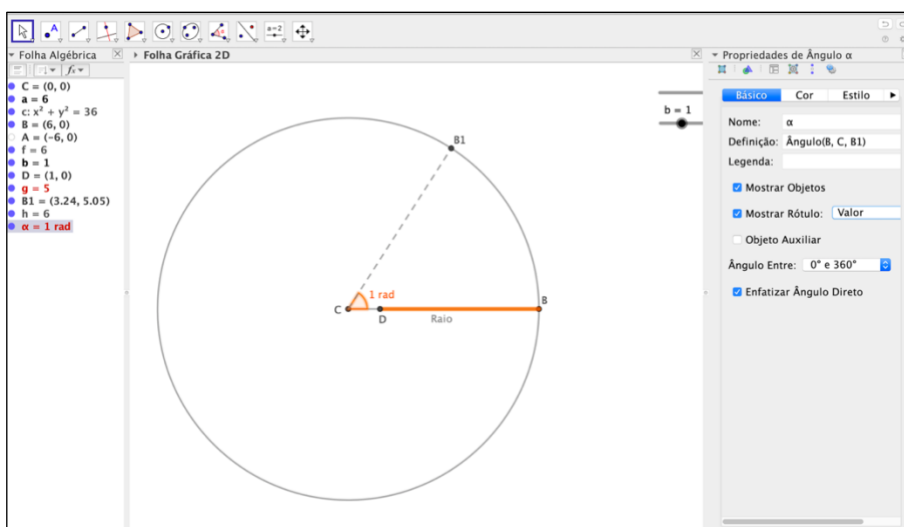 a=2
Folha Algébrica
Folha Gráfica 2D
Propriedades de Ângulo α
fx
C = (0, 0)
a = 6
c: x² + y² = 36
B = (6, 0)
A = (−6, 0)
f = 6
b = 1
D = (1, 0)
g = 5
B1 = (3.24, 5.05)
h = 6
α = 1 rad
b = 1
B1
1 rad
C
D
Raio
B
Básico
Cor
Estilo
Nome:
α
Definição:
Ângulo(B, C, B1)
Legenda:
Mostrar Objetos
Mostrar Rótulo:
Valor
Objeto Auxiliar
Ângulo Entre:
0° e 360°
Enfatizar Ângulo Direto